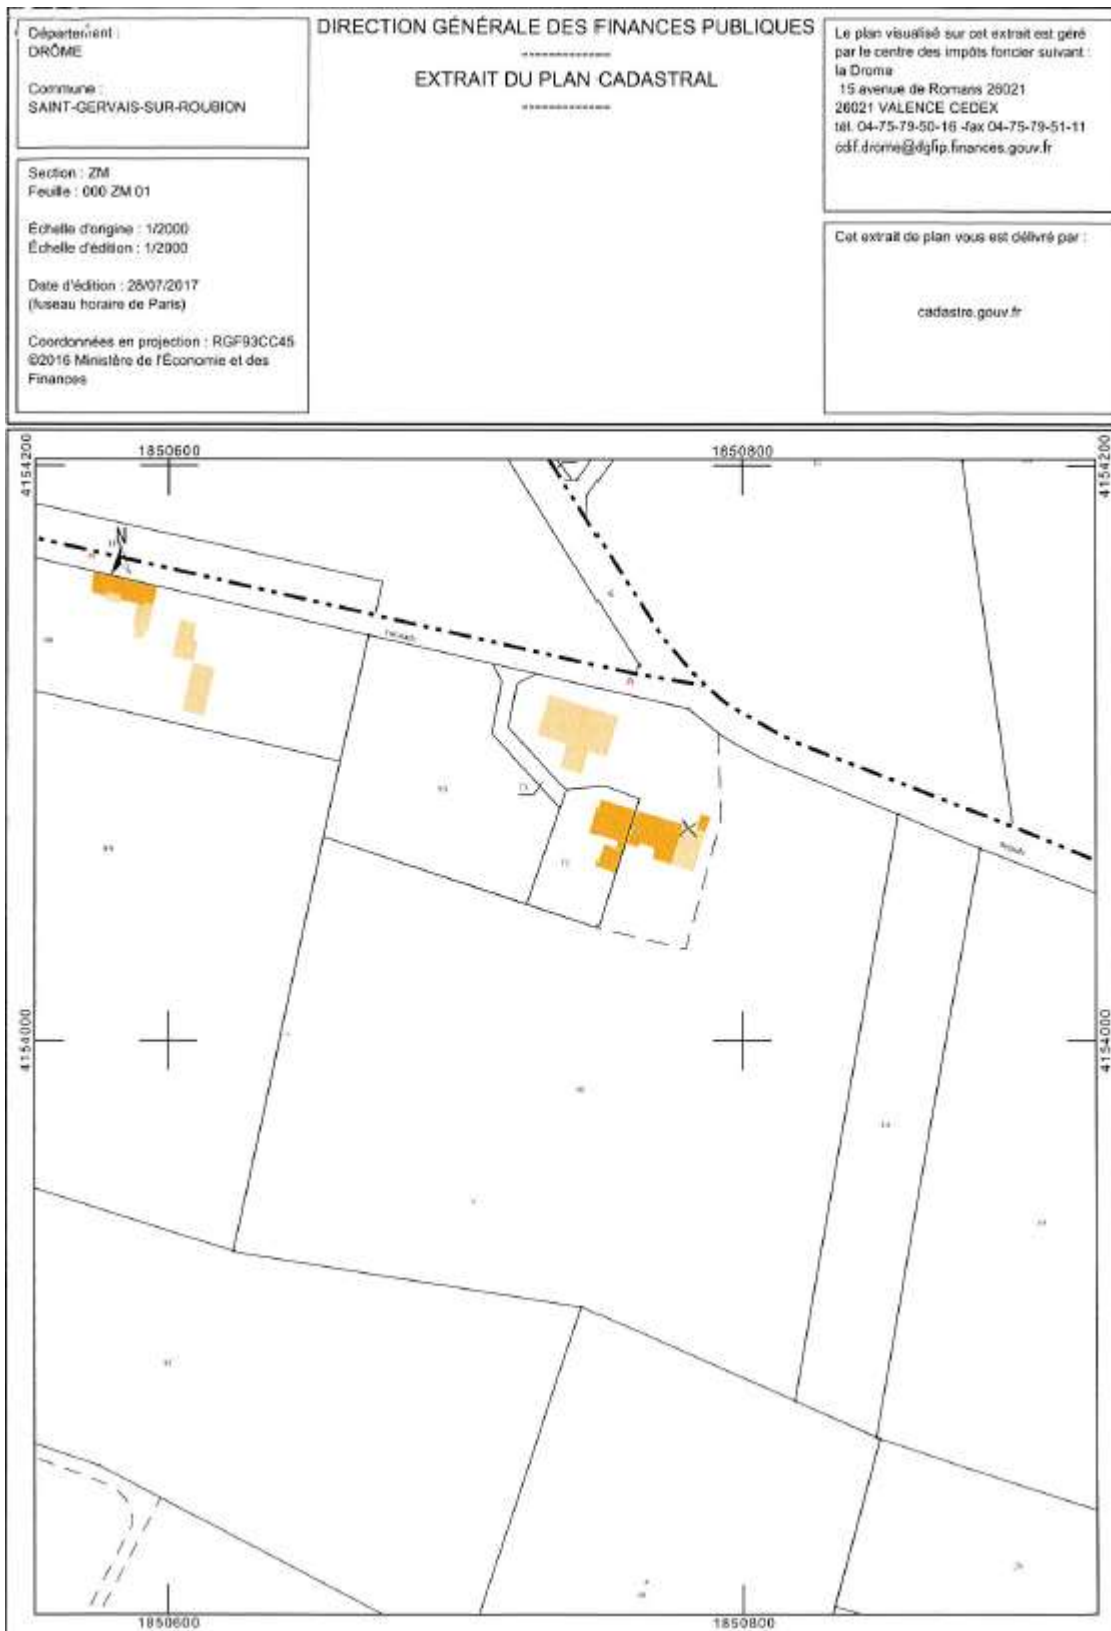 Département :
DRÔME
Commune :
SAINT-GERVAIS-SUR-ROUBION
Section : ZM
Feuille : 000 ZM 01
Échelle d'origine : 1/2000
Échelle d'édition : 1/2000
Date d'édition : 28/07/2017
(fuseau horaire de Paris)
Coordonnées en projection : RGF93CC45
©2016 Ministère de l'Économie et des
Finances
DIRECTION GÉNÉRALE DES FINANCES PUBLIQUES
-------------
EXTRAIT DU PLAN CADASTRAL
-------------
Le plan visualisé sur cet extrait est géré
par le centre des impôts foncier suivant :
la Drome
15 avenue de Romans 26021
26021 VALENCE CEDEX
tél. 04-75-79-50-16 -fax 04-75-79-51-11
cdif.drome@dgfip.finances.gouv.fr
Cet extrait de plan vous est délivré par :
cadastre.gouv.fr
1850600
1850800
4154200
4154200
N
4154000
4154000
1850600
1850800